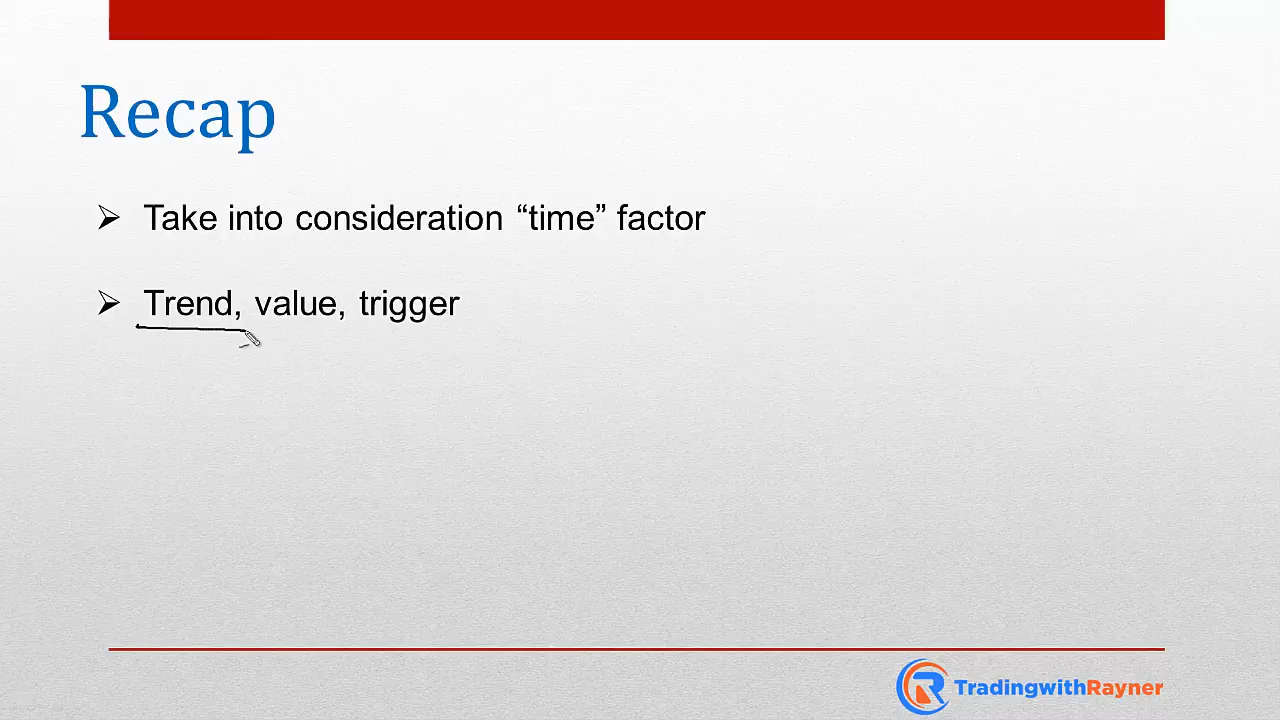 Recap
Take into consideration “time” factor
Trend, value, trigger
TradingwithRayner